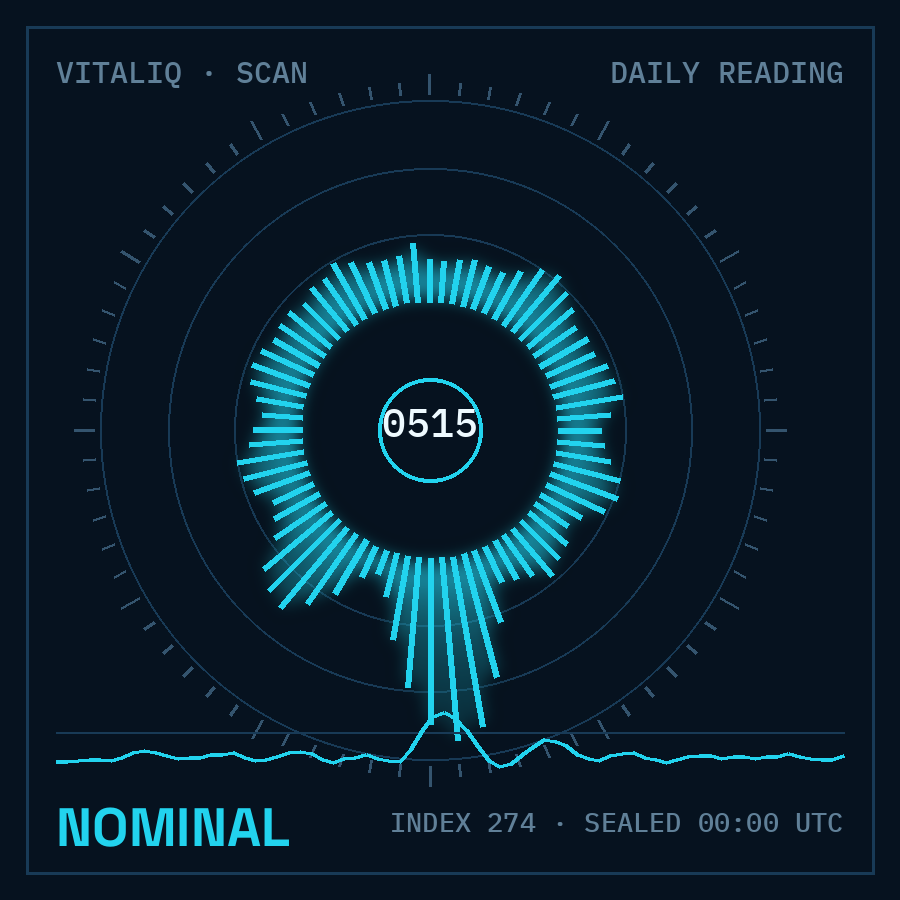 VITALIQ · SCAN
DAILY READING
0515
NOMINAL
INDEX 274 · SEALED 00:00 UTC